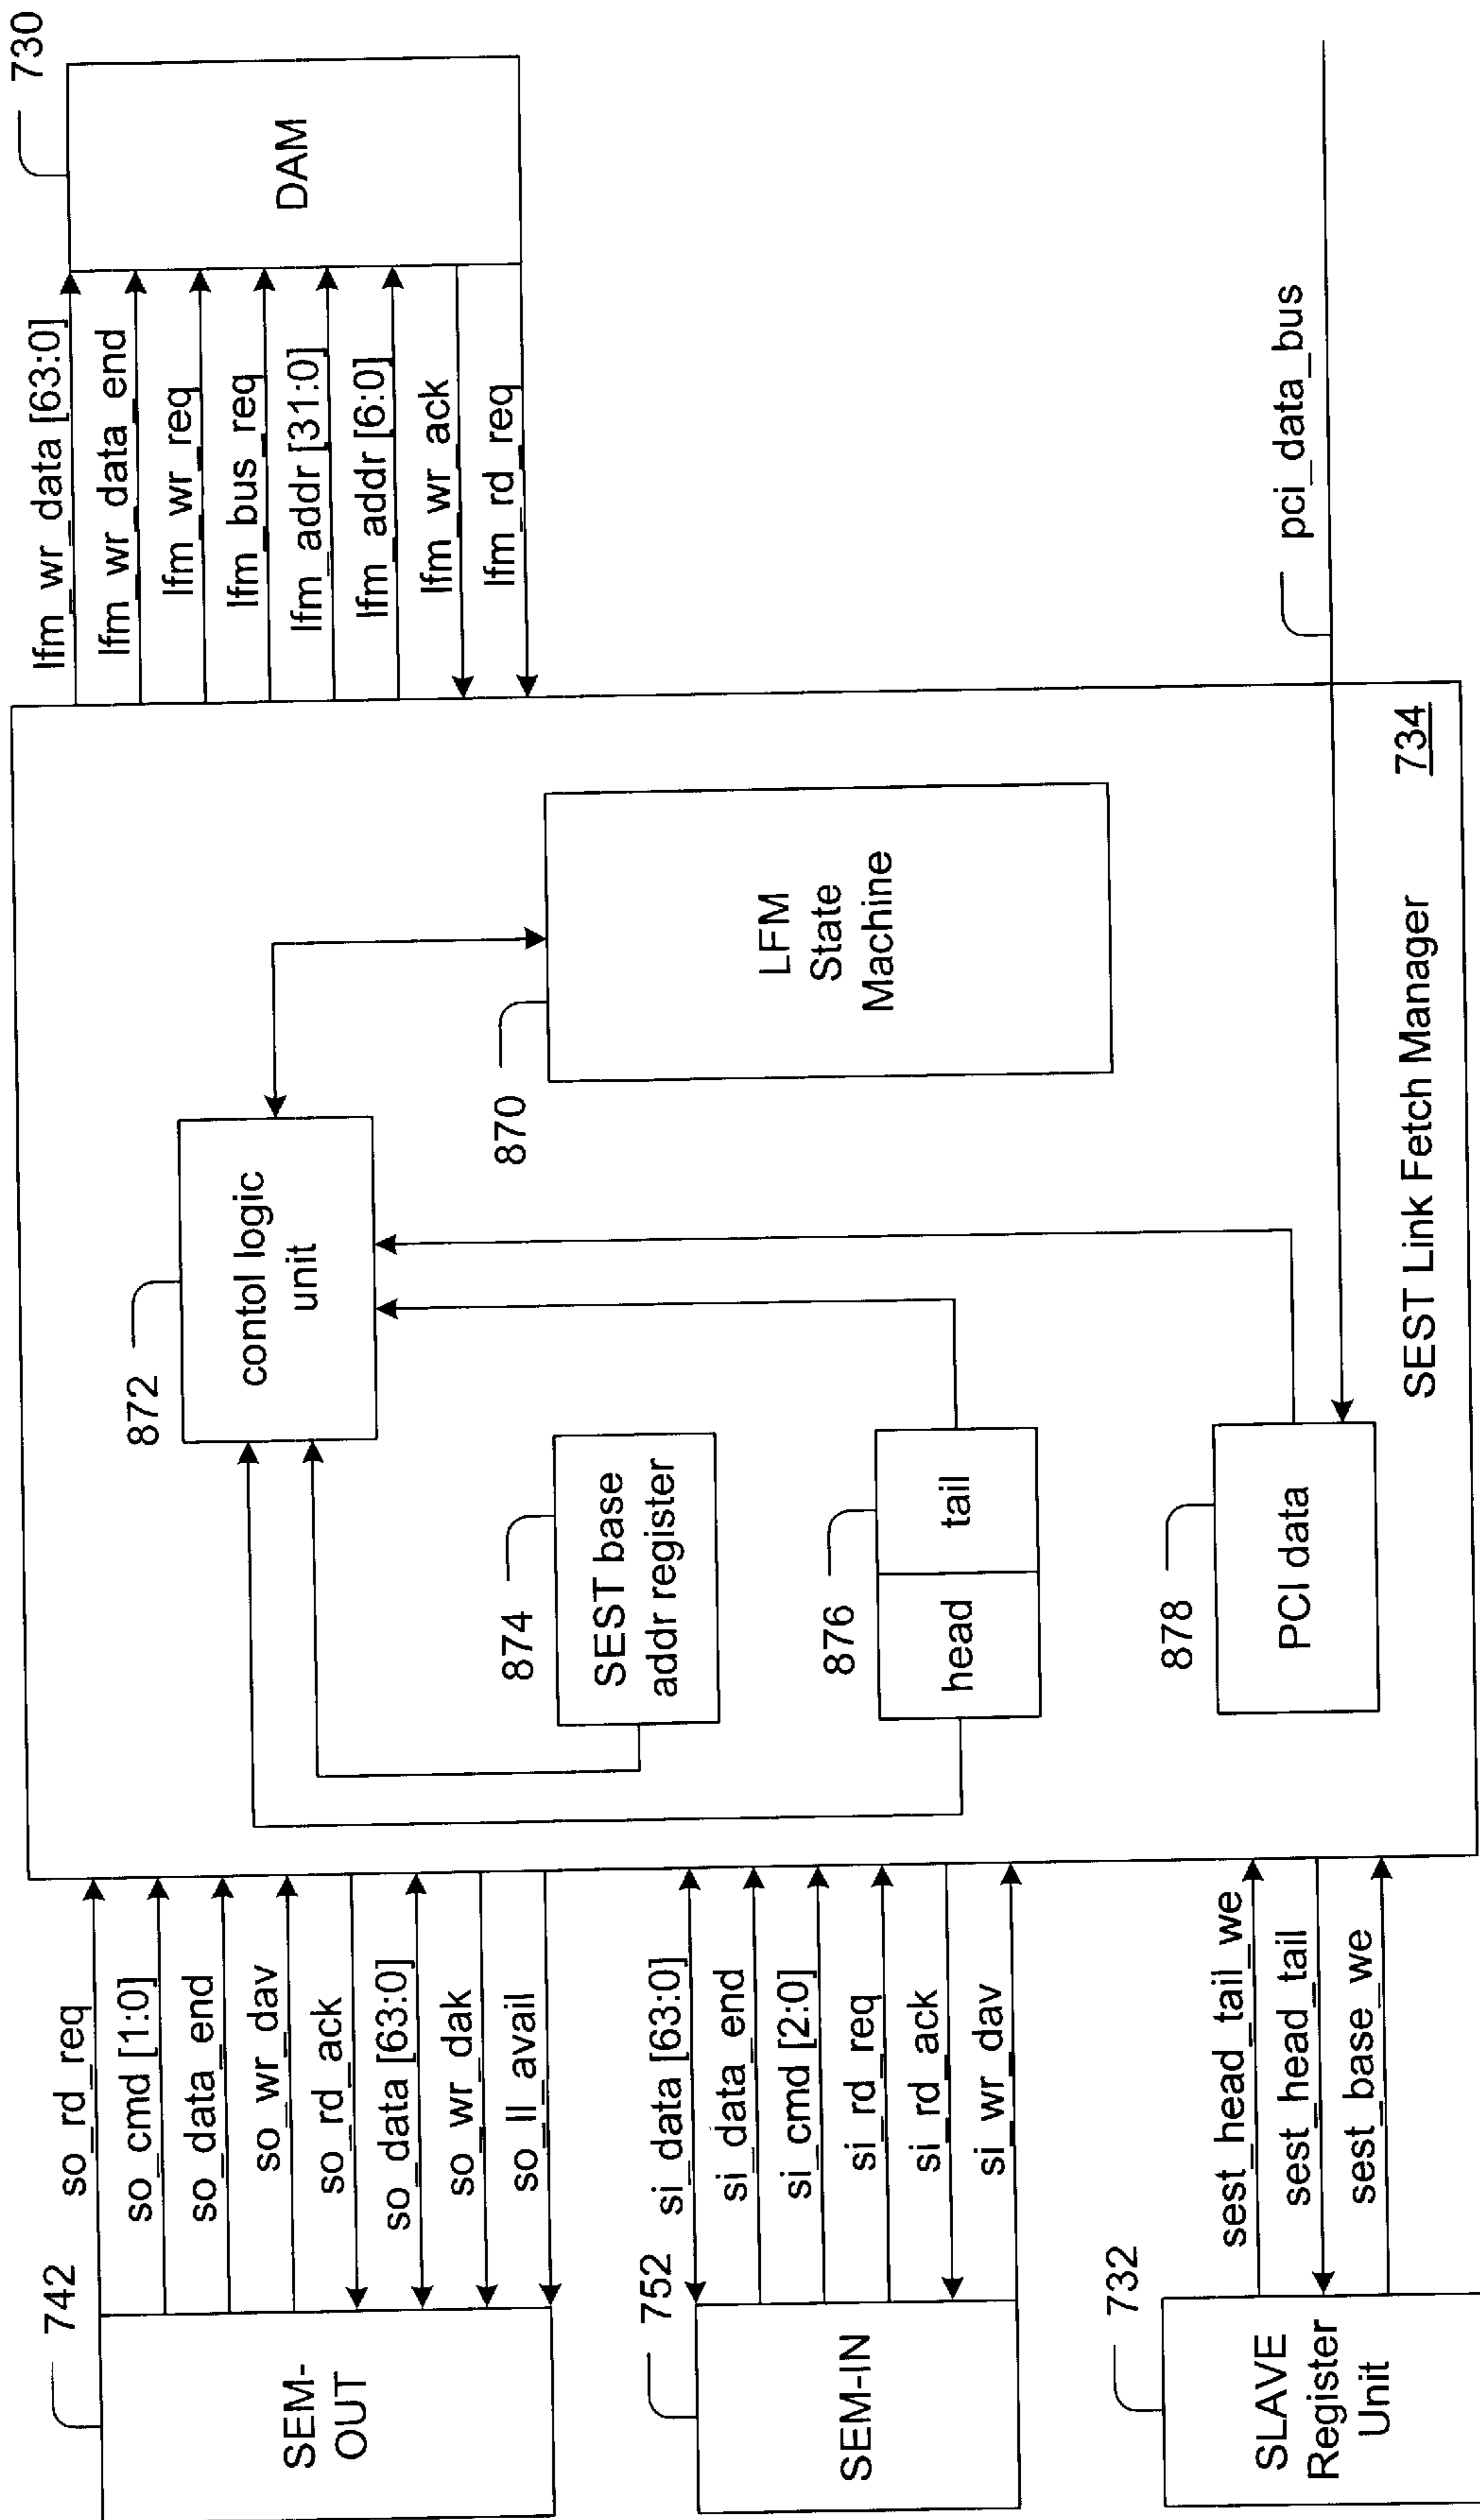 742
SEM-
OUT
so_rd_req
so_cmd [1:0]
so_data_end
so_wr_dav
so_rd_ack
so_data [63:0]
so_wr_dak
so_ll_avail
752
SEM-IN
si_data [63:0]
si_data_end
si_cmd [2:0]
si_rd_req
si_rd_ack
si_wr_dav
732
SLAVE
Register
Unit
sest_head_tail_we
sest_head_tail
sest_base_we
872
contol logic
unit
874
SEST base
addr register
876
head
tail
878
PCI data
870
LFM
State
Machine
SEST Link Fetch Manager
734
lfm_wr_data [63:0]
lfm_wr_data_end
lfm_wr_req
lfm_bus_req
lfm_addr [31:0]
lfm_addr [6:0]
lfm_wr_ack
lfm_rd_req
730
DAM
pci_data_bus